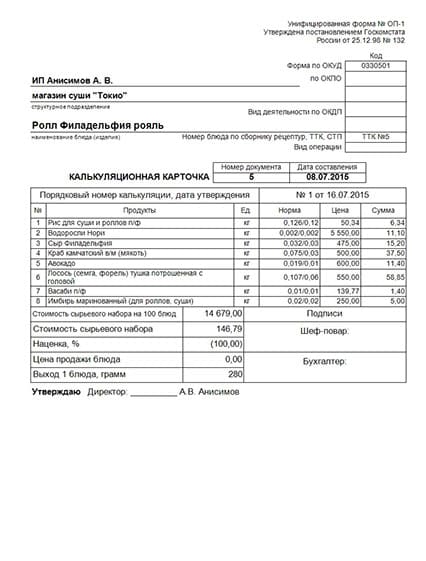 Унифицированная форма № ОП-1
Утверждена постановлением Госкомстата
России от 25.12.98 № 132
Код
Форма по ОКУД 0330501
ИП Анисимов А. В. по ОКПО
магазин суши "Токио"
структурное подразделение
Вид деятельности по ОКДП
Ролл Филадельфия рояль
наименование блюда (изделия) Номер блюда по сборнику рецептур, ТТК, СТП ТТК №5
Вид операции
Номер документа Дата составления
КАЛЬКУЛЯЦИОННАЯ КАРТОЧКА 5 08.07.2015
Порядковый номер калькуляции, дата утверждения № 1 от 16.07.2015
№ Продукты Ед Норма Цена Сумма
1 Рис для суши и роллов п/ф кг 0,126/0,12 50,34 6,34
2 Водоросли Нори кг 0,002/0,002 5 550,00 11,10
3 Сыр Филадельфия кг 0,032/0,03 475,00 15,20
4 Краб камчатский в/м (мякоть) кг 0,075/0,03 500,00 37,50
5 Авокадо кг 0,019/0,01 600,00 11,40
6 Лосось (семга, форель) тушка потрошенная с головой кг 0,107/0,06 550,00 58,85
7 Васаби п/ф кг 0,01/0,01 139,77 1,40
8 Имбирь маринованный (для роллов, суши) кг 0,02/0,02 250,00 5,00
Стоимость сырьевого набора на 100 блюд 14 679,00 Подписи
Стоимость сырьевого набора 146,79 Шеф-повар:
Наценка, % (100,00)
Цена продажи блюда 0,00 Бухгалтер:
Выход 1 блюда, грамм 280
Утверждаю Директор: __________ А.В. Анисимов